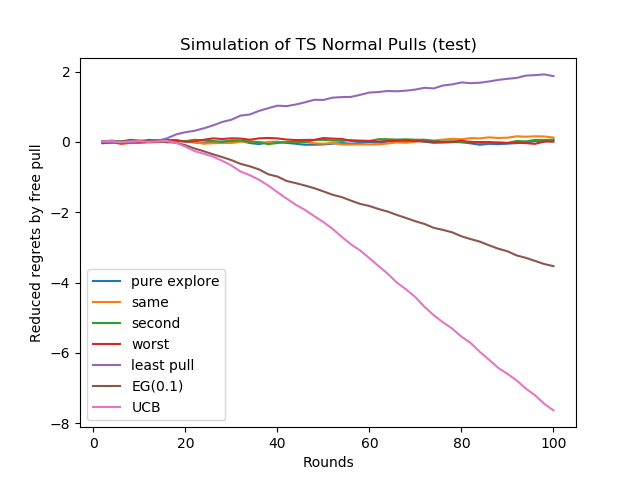 Simulation of TS Normal Pulls (test)
Reduced regrets by free pull
2
0
−2
−4
−6
−8
pure explore
same
second
worst
least pull
EG(0.1)
UCB
0
20
40
60
80
100
Rounds